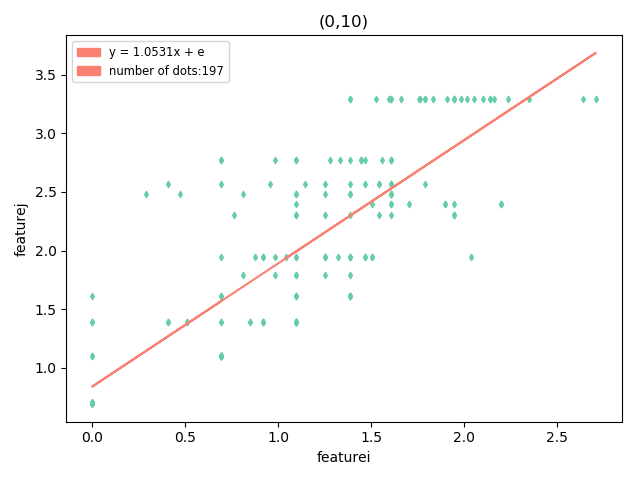 (0,10)
y = 1.0531x + e
number of dots:197
3.5
3.0
2.5
2.0
1.5
1.0
featurej
0.0 0.5 1.0 1.5 2.0 2.5
featurei